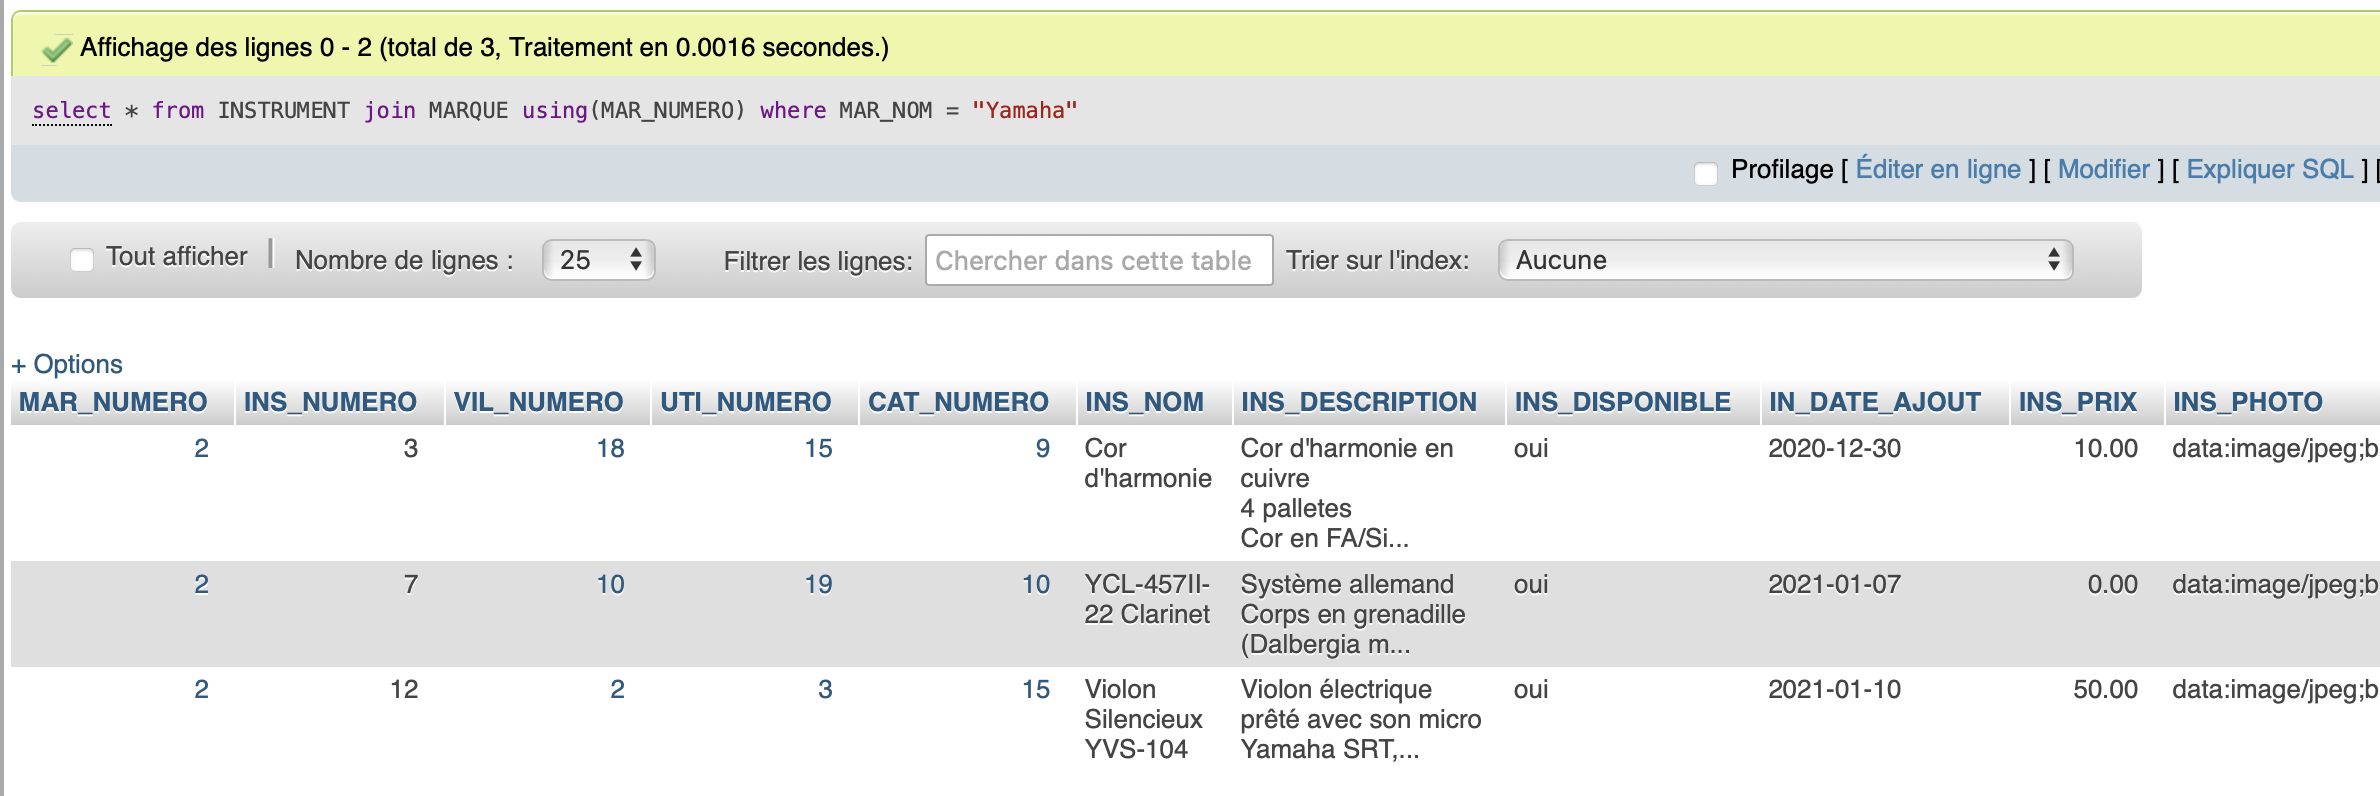 Affichage des lignes 0 - 2 (total de 3, Traitement en 0.0016 secondes.)
select * from INSTRUMENT join MARQUE using(MAR_NUMERO) where MAR_NOM = "Yamaha"
Profilage [ Éditer en ligne ] [ Modifier ] [ Expliquer SQL ] [
Tout afficher | Nombre de lignes : 25 Filtrer les lignes: Chercher dans cette table Trier sur l'index: Aucune
+ Options
MAR_NUMERO INS_NUMERO VIL_NUMERO UTI_NUMERO CAT_NUMERO INS_NOM INS_DESCRIPTION INS_DISPONIBLE IN_DATE_AJOUT INS_PRIX INS_PHOTO
2 3 18 15 9 Cor Cor d'harmonie en oui 2020-12-30 10.00 data:image/jpeg;b
d'harmonie cuivre
4 palletes
Cor en FA/Si...
2 7 10 19 10 YCL-457II- Système allemand oui 2021-01-07 0.00 data:image/jpeg;b
22 Clarinet Corps en grenadille
(Dalbergia m...
2 12 2 3 15 Violon Violon électrique oui 2021-01-10 50.00 data:image/jpeg;b
Silencieux prêté avec son micro
YVS-104 Yamaha SRT,...